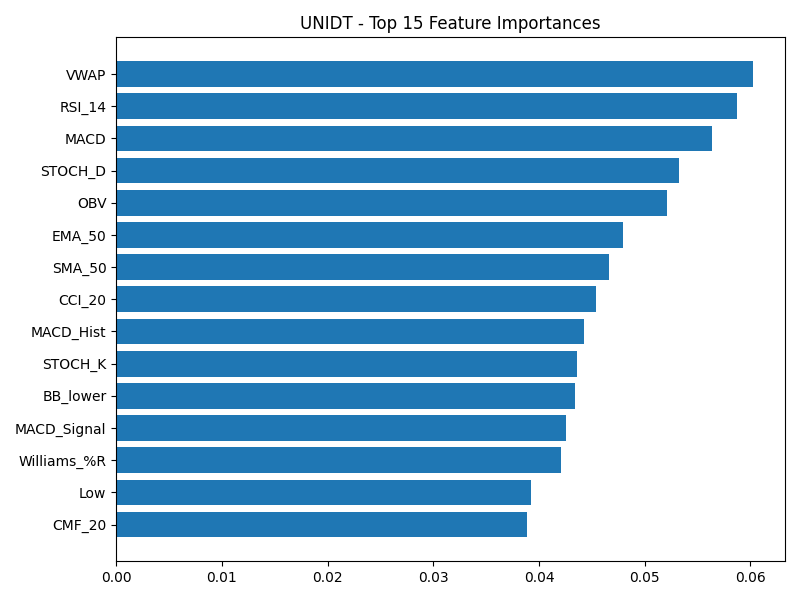 UNIDT - Top 15 Feature Importances
VWAP
RSI_14
MACD
STOCH_D
OBV
EMA_50
SMA_50
CCI_20
MACD_Hist
STOCH_K
BB_lower
MACD_Signal
Williams_%R
Low
CMF_20
0.00 0.01 0.02 0.03 0.04 0.05 0.06